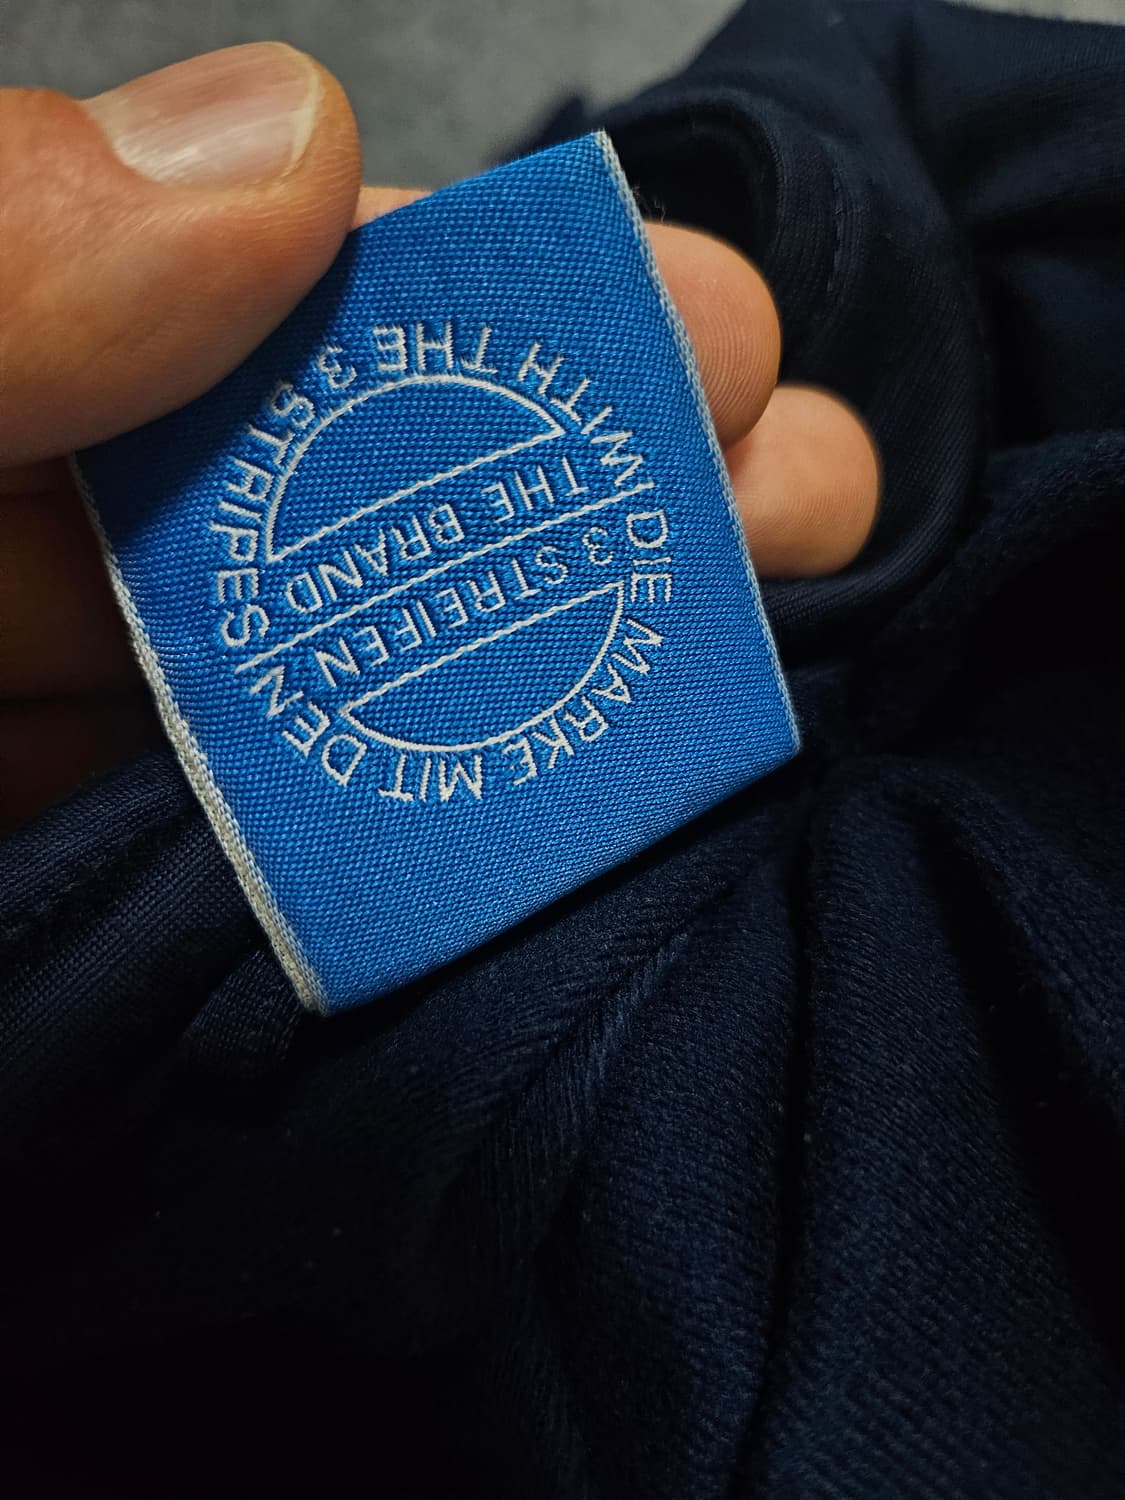 DIE MARKE MIT DEN
3 STREIFEN
THE BRAND
WITH THE 3 STRIPES